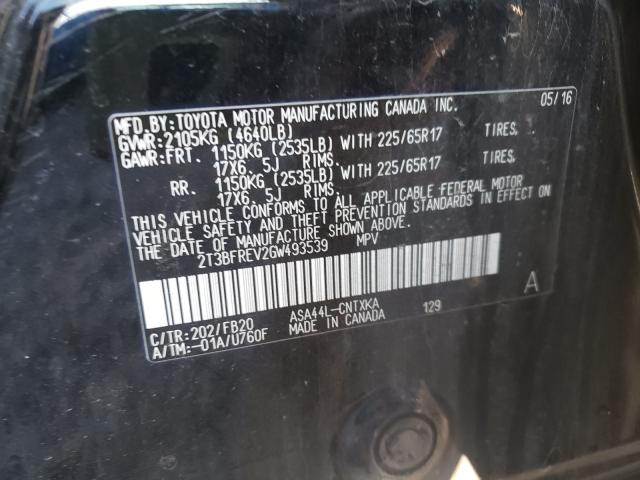 MFD.BY:TOYOTA MOTOR MANUFACTURING CANADA INC. 05/16
GVWR:2105KG (4640LB)
GAWR:FRT. 1150KG (2535LB) WITH 225/65R17 TIRES...
17X6.5J RIMS.
RR. 1150KG (2535LB) WITH 225/65R17 TIRES...
17X6.5J RIMS.
THIS VEHICLE CONFORMS TO ALL APPLICABLE FEDERAL MOTOR
VEHICLE SAFETY AND THEFT PREVENTION STANDARDS IN EFFECT
ON THE DATE OF MANUFACTURE SHOWN ABOVE.
2T3BFREV2GW493539 MPV
A
C/TR:202/FB20 ASA44L-CNTXKA 129
A/TM:-01A/U760F MADE IN CANADA